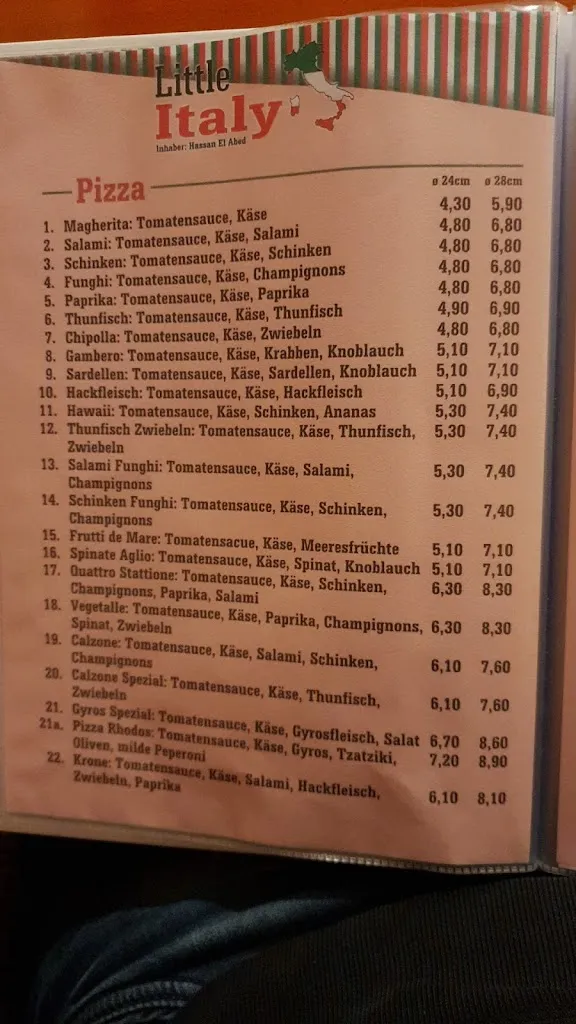 Little
Italy
Inhaber: Hassan El Abed
Pizza ø 24cm ø 28cm
1. Magherita: Tomatensauce, Käse 4,30 5,90
2. Salami: Tomatensauce, Käse, Salami 4,80 6,80
3. Schinken: Tomatensauce, Käse, Schinken 4,80 6,80
4. Funghi: Tomatensauce, Käse, Champignons 4,80 6,80
5. Paprika: Tomatensauce, Käse, Paprika 4,80 6,80
6. Thunfisch: Tomatensauce, Käse, Thunfisch 4,90 6,90
7. Chipolla: Tomatensauce, Käse, Zwiebeln 4,80 6,80
8. Gambero: Tomatensauce, Käse, Krabben, Knoblauch 5,10 7,10
9. Sardellen: Tomatensauce, Käse, Sardellen, Knoblauch 5,10 7,10
10. Hackfleisch: Tomatensauce, Käse, Hackfleisch 5,10 6,90
11. Hawaii: Tomatensauce, Käse, Schinken, Ananas 5,30 7,40
12. Thunfisch Zwiebeln: Tomatensauce, Käse, Thunfisch, 5,30 7,40
Zwiebeln
13. Salami Funghi: Tomatensauce, Käse, Salami, 5,30 7,40
Champignons
14. Schinken Funghi: Tomatensauce, Käse, Schinken, 5,30 7,40
Champignons
15. Frutti de Mare: Tomatensacue, Käse, Meeresfrüchte 5,10 7,10
16. Spinate Aglio: Tomatensauce, Käse, Spinat, Knoblauch 5,10 7,10
17. Quattro Stattione: Tomatensauce, Käse, Schinken, 6,30 8,30
Champignons, Paprika, Salami
18. Vegetalle: Tomatensauce, Käse, Paprika, Champignons, 6,30 8,30
Spinat, Zwiebeln
19. Calzone: Tomatensauce, Käse, Salami, Schinken, 6,10 7,60
Champignons
20. Calzone Spezial: Tomatensauce, Käse, Thunfisch, 6,10 7,60
Zwiebeln
21. Gyros Spezial: Tomatensauce, Käse, Gyrosfleisch, Salat 6,70 8,60
21a. Pizza Rhodos: Tomatensauce, Käse, Gyros, Tzatziki, 7,20 8,90
Oliven, milde Peperoni
22. Krone: Tomatensauce, Käse, Salami, Hackfleisch, 6,10 8,10
Zwiebeln, Paprika